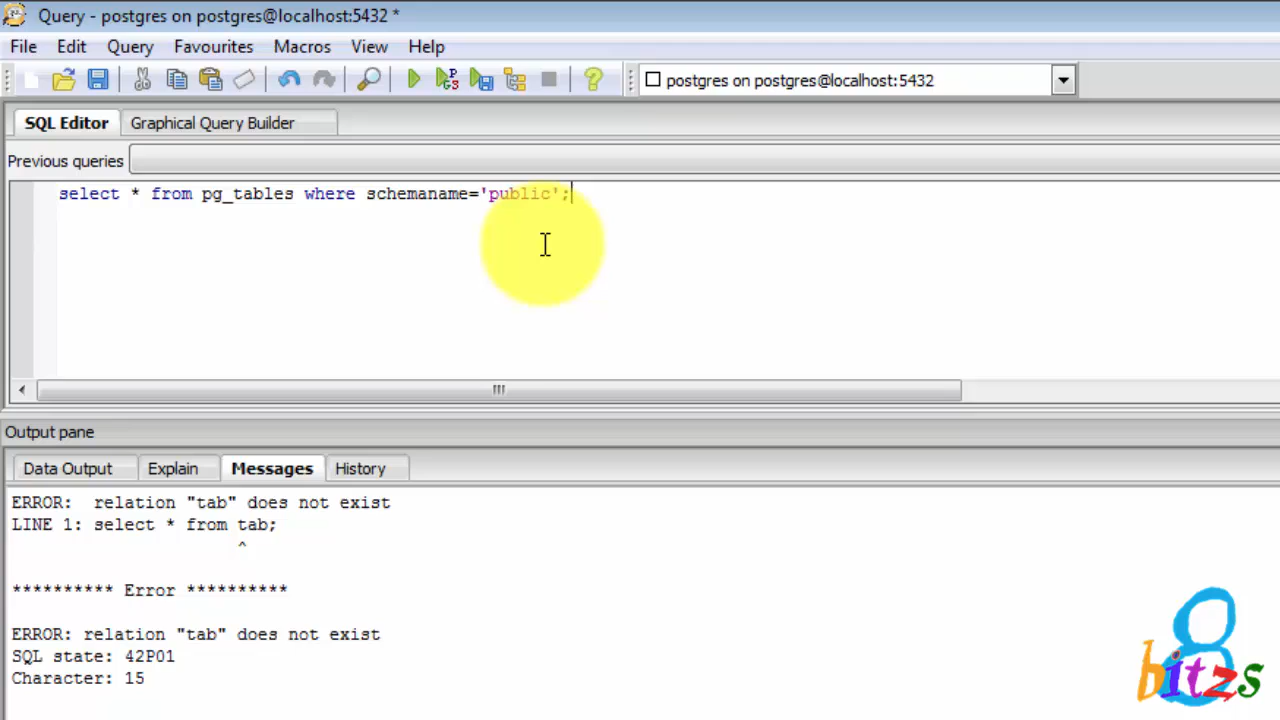 Query - postgres on postgres@localhost:5432 *
File Edit Query Favourites Macros View Help
postgres on postgres@localhost:5432
SQL Editor Graphical Query Builder
Previous queries
select * from pg_tables where schemaname='public';
Output pane
Data Output Explain Messages History
ERROR:  relation "tab" does not exist
LINE 1: select * from tab;
^
********** Error **********
ERROR: relation "tab" does not exist
SQL state: 42P01
Character: 15
8
bitzs